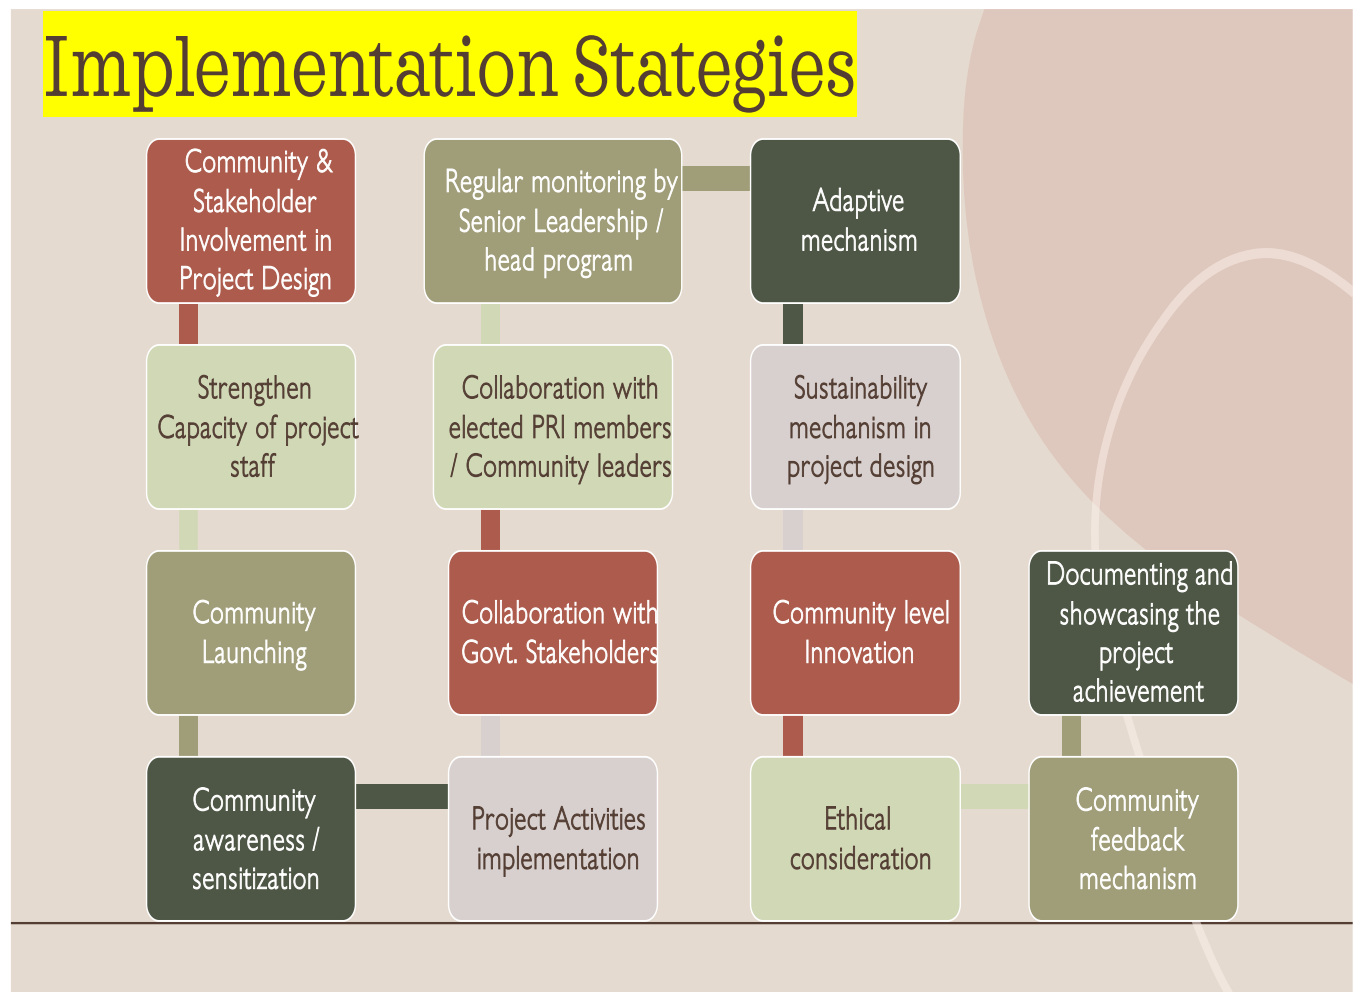 Implementation Stategies
Community &
Stakeholder
Involvement in
Project Design
Strengthen
Capacity of project
staff
Community
Launching
Community
awareness /
sensitization
Project Activities
implementation
Collaboration with
Govt. Stakeholders
Collaboration with
elected PRI members
/ Community leaders
Regular monitoring by
Senior Leadership /
head program
Adaptive
mechanism
Sustainability
mechanism in
project design
Community level
Innovation
Ethical
consideration
Community
feedback
mechanism
Documenting and
showcasing the
project
achievement